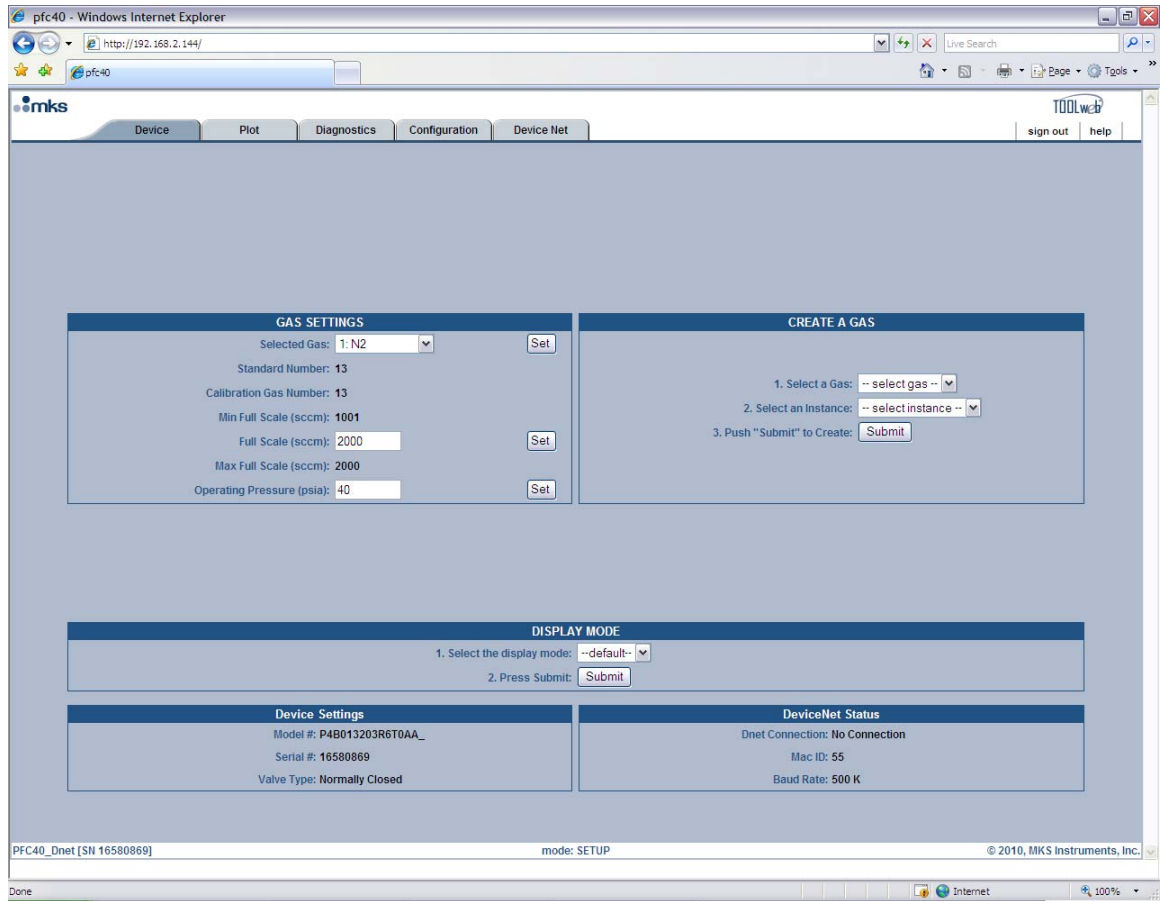 pfc40 - Windows Internet Explorer
http://192.168.2.144/
Live Search
pfc40
Page
Tools
mks
TOOLweb
Device Plot Diagnostics Configuration Device Net
sign out help
GAS SETTINGS
Selected Gas: 1: N2 Set
Standard Number: 13
Calibration Gas Number: 13
Min Full Scale (sccm): 1001
Full Scale (sccm): 2000 Set
Max Full Scale (sccm): 2000
Operating Pressure (psia): 40 Set
CREATE A GAS
1. Select a Gas: -- select gas --
2. Select an Instance: -- select instance --
3. Push "Submit" to Create: Submit
DISPLAY MODE
1. Select the display mode: --default--
2. Press Submit: Submit
Device Settings
Model #: P4B013203R6T0AA_
Serial #: 16580869
Valve Type: Normally Closed
DeviceNet Status
Dnet Connection: No Connection
Mac ID: 55
Baud Rate: 500 K
PFC40_Dnet [SN 16580869] mode: SETUP © 2010, MKS Instruments, Inc.
Done Internet 100%